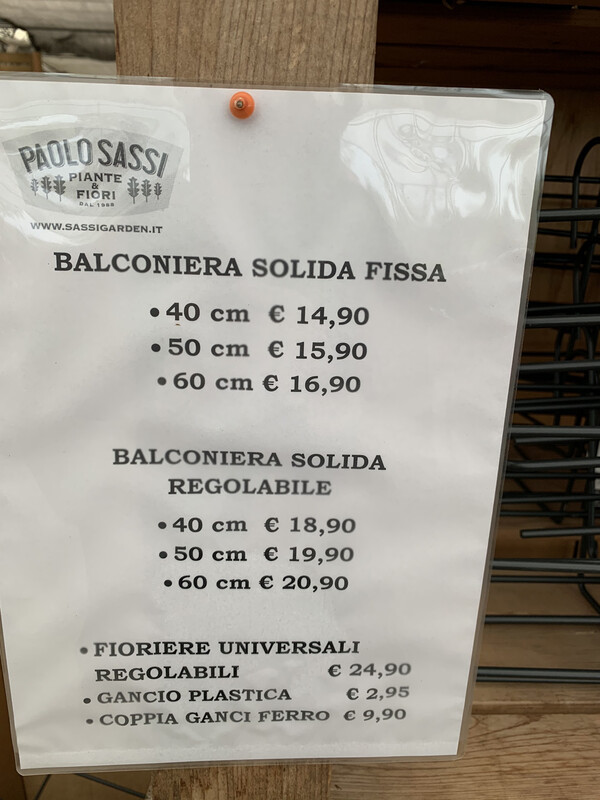 PAOLO SASSI
PIANTE
&
FIORI
DAL 1968
WWW.SASSIGARDEN.IT
BALCONIERA SOLIDA FISSA
• 40 cm € 14,90
• 50 cm € 15,90
• 60 cm € 16,90
BALCONIERA SOLIDA
REGOLABILE
• 40 cm € 18,90
• 50 cm € 19,90
• 60 cm € 20,90
• FIORIERE UNIVERSALI
REGOLABILI € 24,90
• GANCIO PLASTICA € 2,95
• COPPIA GANCI FERRO € 9,90